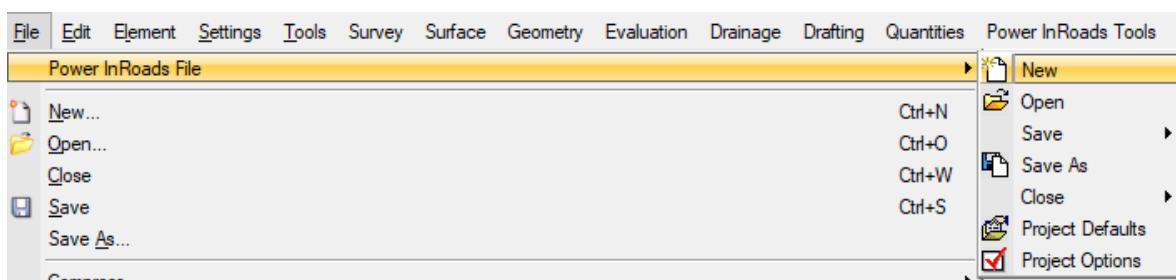 File Edit Element Settings Tools Survey Surface Geometry Evaluation Drainage Drafting Quantities Power InRoads Tools
Power InRoads File
New
New... Ctrl+N
Open
Open... Ctrl+O
Save
Close Ctrl+W
Save As
Save Ctrl+S
Close
Save As...
Project Defaults
Project Options